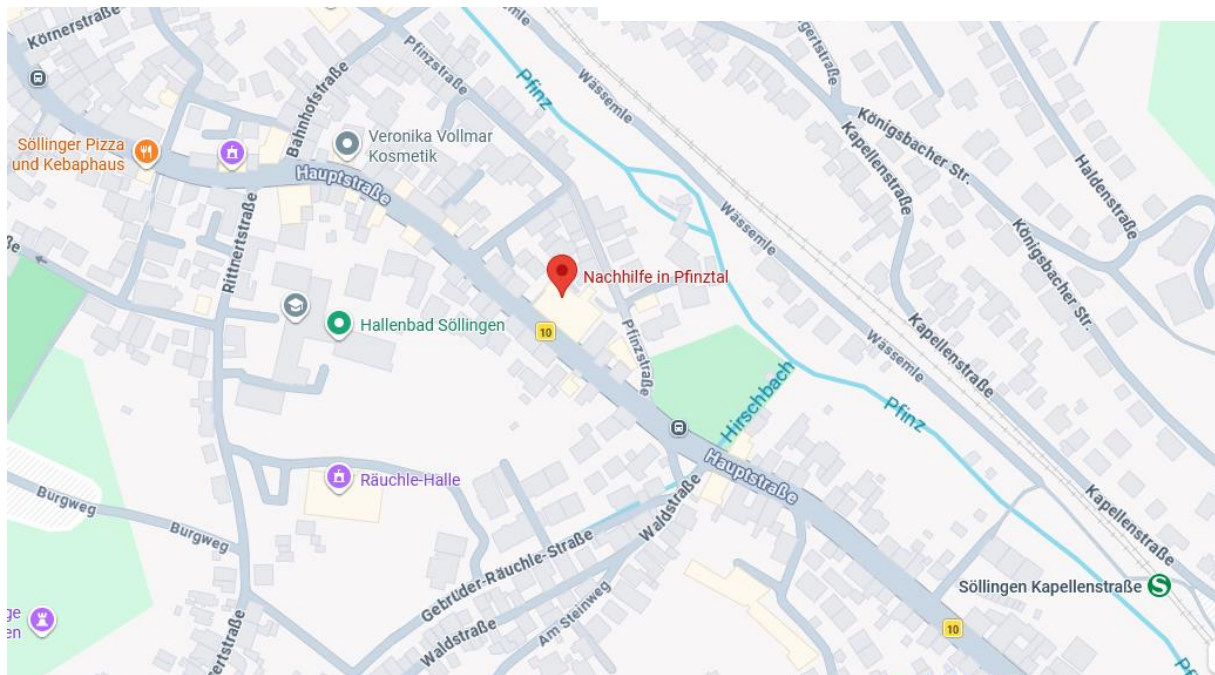 Körnerstraße
Pfinzstraße
Pfinz
Wässemle
Bahnhofstraße
Söllinger Pizza
und Kebaphaus
Veronika Vollmar
Kosmetik
Hauptstraße
Königsbacher Str.
Kapellenstraße
Haldenstraße
Rittnertstraße
Wässemle
Königsbacher Str.
Nachhilfe in Pfinztal
Hallenbad Söllingen
10
Pfinzstraße
Kapellenstraße
Wässemle
Hirschbach
Pfinz
Hauptstraße
Räuchle-Halle
Burgweg
Burgweg
Waldstraße
Kapellenstraße
Gebrüder-Räuchle-Straße
Söllingen Kapellenstraße
S
Am Steinweg
Waldstraße
10